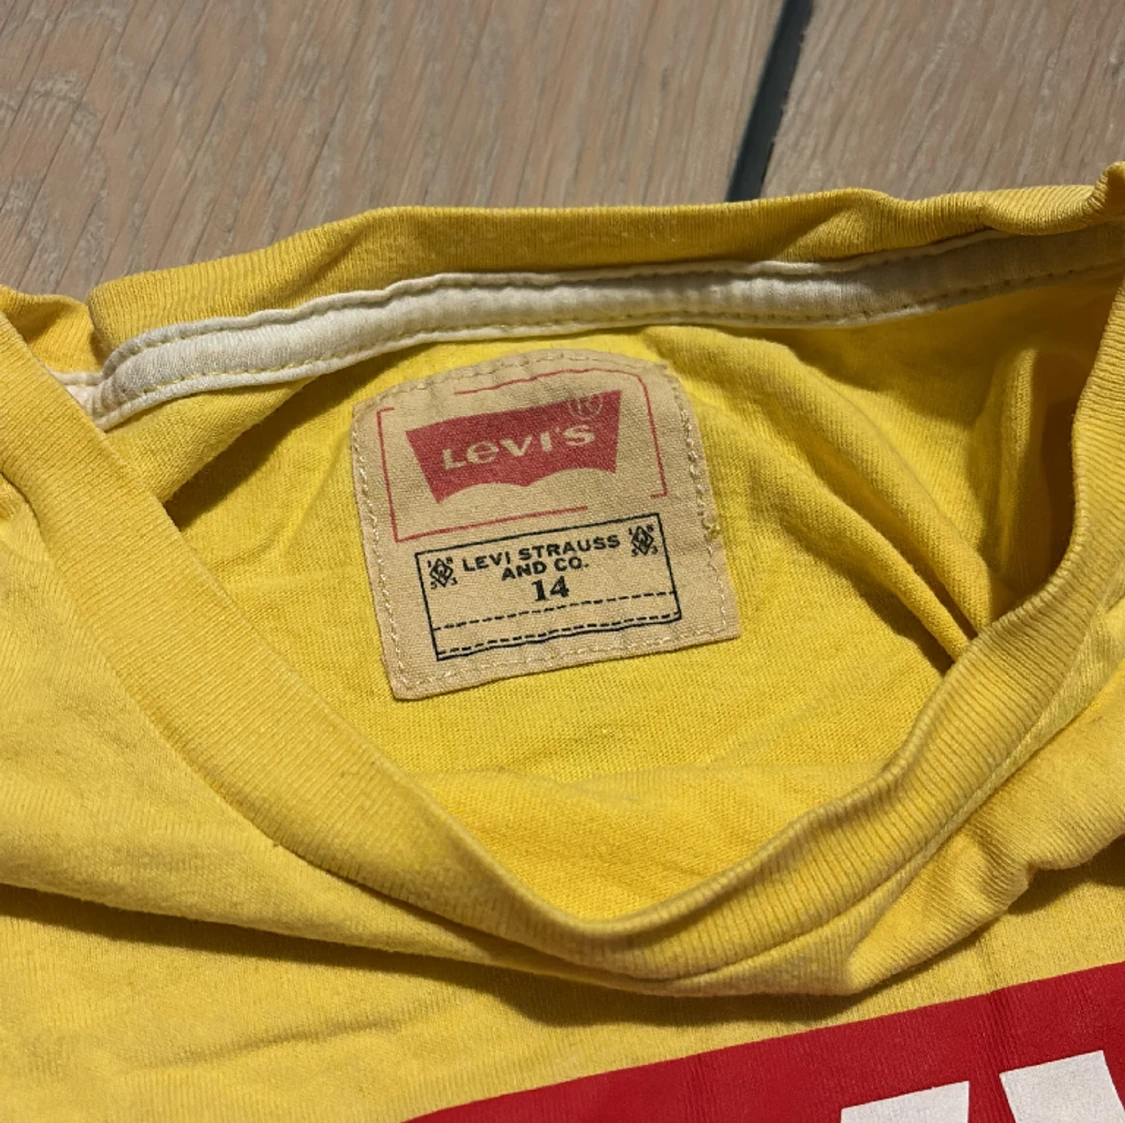 LEVI'S ®
LEVI STRAUSS
AND CO.
14